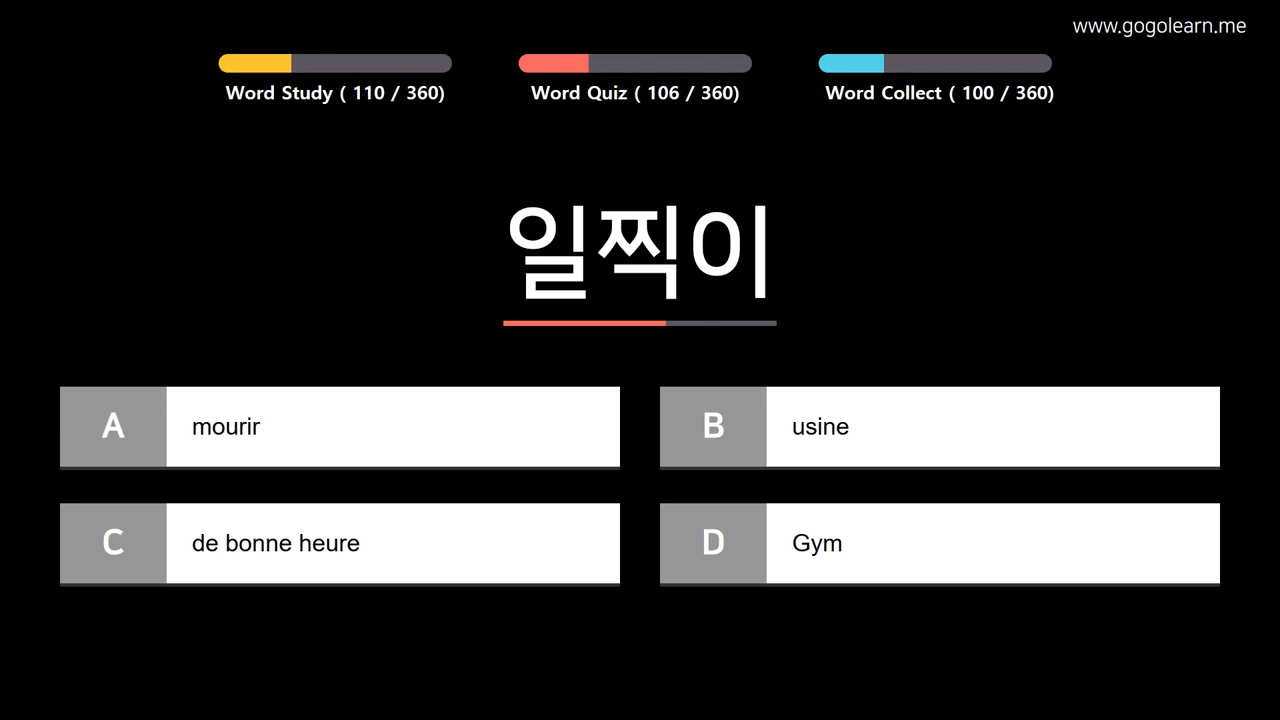 www.gogolearn.me
Word Study ( 110 / 360)
Word Quiz ( 106 / 360)
Word Collect ( 100 / 360)
일찍이
A mourir
B usine
C de bonne heure
D Gym